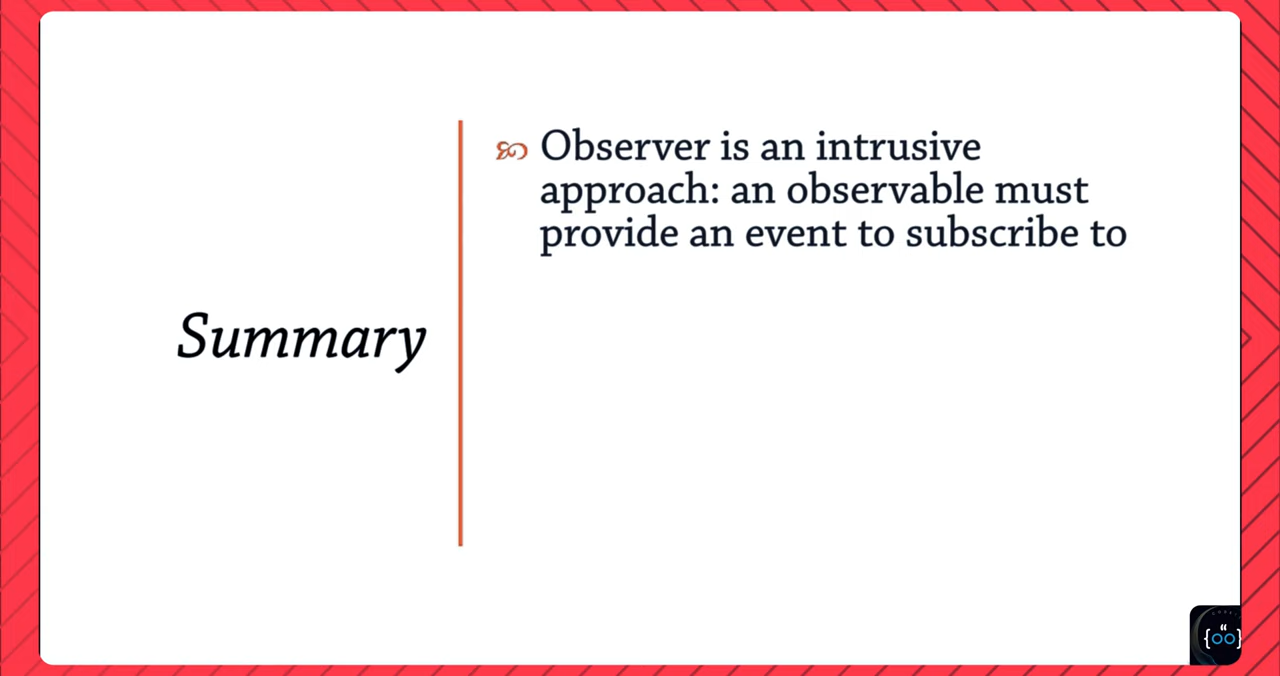 Summary
Observer is an intrusive
approach: an observable must
provide an event to subscribe to